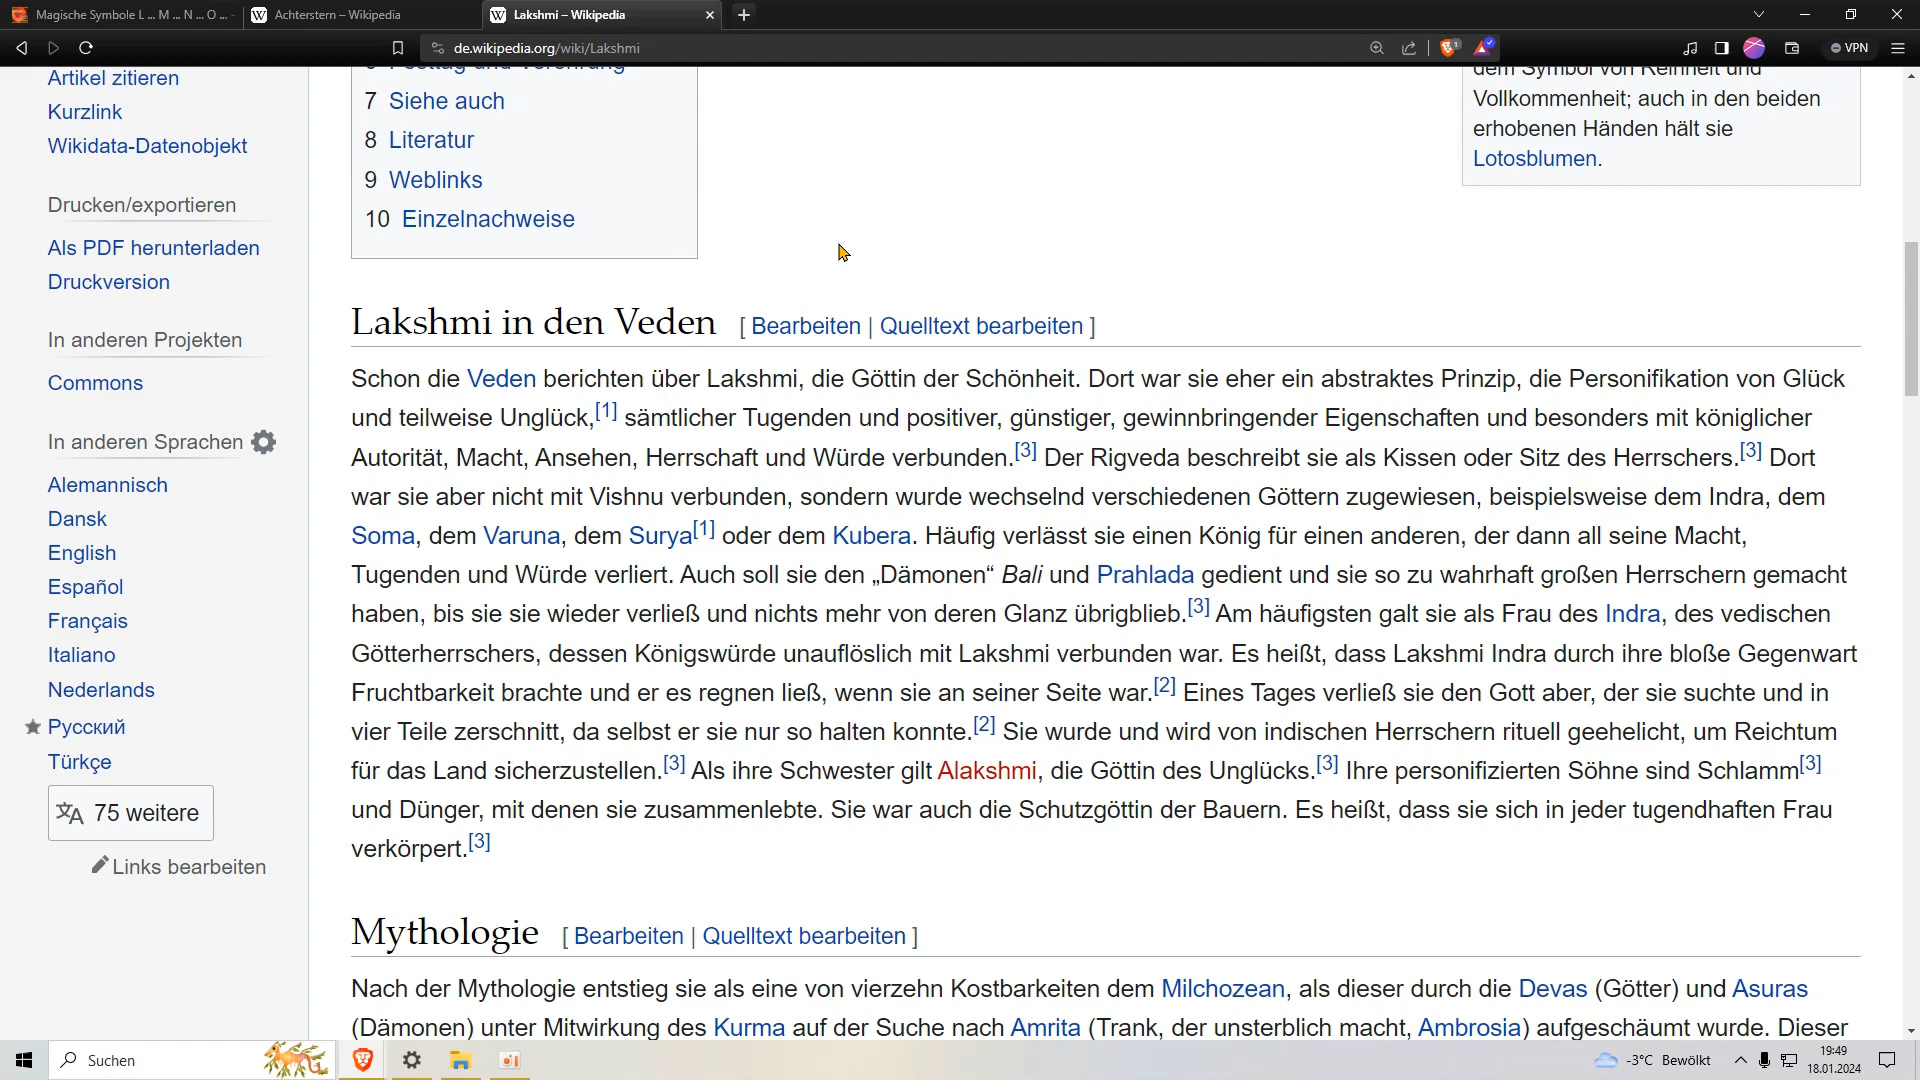 Magische Symbole L ... M ... N ... O ... -
Achterstern – Wikipedia
Lakshmi – Wikipedia
de.wikipedia.org/wiki/Lakshmi
VPN
Artikel zitieren
Kurzlink
Wikidata-Datenobjekt
Drucken/exportieren
Als PDF herunterladen
Druckversion
In anderen Projekten
Commons
In anderen Sprachen
Alemannisch
Dansk
English
Español
Français
Italiano
Nederlands
Русский
Türkçe
75 weitere
Links bearbeiten
7 Siehe auch
8 Literatur
9 Weblinks
10 Einzelnachweise
dem Symbol von Reinheit und
Vollkommenheit; auch in den beiden
erhobenen Händen hält sie
Lotosblumen.
Lakshmi in den Veden [ Bearbeiten | Quelltext bearbeiten ]
Schon die Veden berichten über Lakshmi, die Göttin der Schönheit. Dort war sie eher ein abstraktes Prinzip, die Personifikation von Glück
und teilweise Unglück,[1] sämtlicher Tugenden und positiver, günstiger, gewinnbringender Eigenschaften und besonders mit königlicher
Autorität, Macht, Ansehen, Herrschaft und Würde verbunden.[3] Der Rigveda beschreibt sie als Kissen oder Sitz des Herrschers.[3] Dort
war sie aber nicht mit Vishnu verbunden, sondern wurde wechselnd verschiedenen Göttern zugewiesen, beispielsweise dem Indra, dem
Soma, dem Varuna, dem Surya[1] oder dem Kubera. Häufig verlässt sie einen König für einen anderen, der dann all seine Macht,
Tugenden und Würde verliert. Auch soll sie den „Dämonen“ Bali und Prahlada gedient und sie so zu wahrhaft großen Herrschern gemacht
haben, bis sie sie wieder verließ und nichts mehr von deren Glanz übrigblieb.[3] Am häufigsten galt sie als Frau des Indra, des vedischen
Götterherrschers, dessen Königswürde unauflöslich mit Lakshmi verbunden war. Es heißt, dass Lakshmi Indra durch ihre bloße Gegenwart
Fruchtbarkeit brachte und er es regnen ließ, wenn sie an seiner Seite war.[2] Eines Tages verließ sie den Gott aber, der sie suchte und in
vier Teile zerschnitt, da selbst er sie nur so halten konnte.[2] Sie wurde und wird von indischen Herrschern rituell geehelicht, um Reichtum
für das Land sicherzustellen.[3] Als ihre Schwester gilt Alakshmi, die Göttin des Unglücks.[3] Ihre personifizierten Söhne sind Schlamm[3]
und Dünger, mit denen sie zusammenlebte. Sie war auch die Schutzgöttin der Bauern. Es heißt, dass sie sich in jeder tugendhaften Frau
verkörpert.[3]
Mythologie [ Bearbeiten | Quelltext bearbeiten ]
Nach der Mythologie entstieg sie als eine von vierzehn Kostbarkeiten dem Milchozean, als dieser durch die Devas (Götter) und Asuras
(Dämonen) unter Mitwirkung des Kurma auf der Suche nach Amrita (Trank, der unsterblich macht, Ambrosia) aufgeschäumt wurde. Dieser
Suchen
-3°C Bewölkt
19:49
18.01.2024